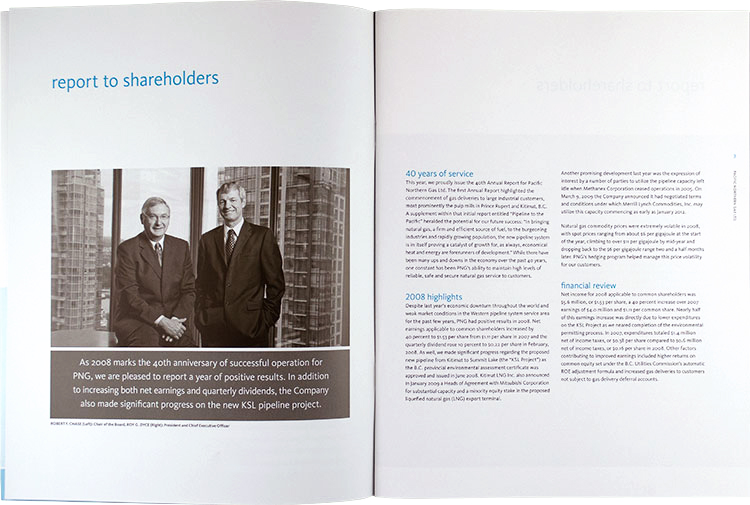 report to shareholders
As 2008 marks the 40th anniversary of successful operation for
PNG, we are pleased to report a year of positive results. In addition
to increasing both net earnings and quarterly dividends, the Company
also made significant progress on the new KSL pipeline project.
ROBERT F. CHASE (Left): Chair of the Board, ROY G. DYCE (Right): President and Chief Executive Officer
40 years of service
This year, we proudly issue the 40th Annual Report for Pacific
Northern Gas Ltd. The first Annual Report highlighted the
commencement of gas deliveries to large industrial customers,
most prominently the pulp mills in Prince Rupert and Kitimat, B.C.
A supplement within that initial report entitled "Pipeline to the
Pacific" heralded the potential for our future success: "In bringing
natural gas, a firm and efficient source of fuel, to the burgeoning
industries and rapidly growing population, the new pipeline system
is in itself proving a catalyst of growth for, as always, economical
heat and energy are forerunners of development." While there have
been many ups and downs in the economy over the past 40 years,
one constant has been PNG's ability to maintain high levels of
reliable, safe and secure natural gas service to customers.
2008 highlights
Despite last year's economic downturn throughout the world and
weak market conditions in the Western pipeline system service area
for the past few years, PNG had positive results in 2008. Net
earnings applicable to common shareholders increased by
40 percent to $1.53 per share from $1.11 per share in 2007 and the
quarterly dividend rose 10 percent to $0.22 per share in February,
2008. As well, we made significant progress regarding the proposed
new pipeline from Kitimat to Summit Lake (the "KSL Project") as
the B.C. provincial environmental assessment certificate was
approved and issued in June 2008. Kitimat LNG Inc. also announced
in January 2009 a Heads of Agreement with Mitsubishi Corporation
for substantial capacity and a minority equity stake in the proposed
liquefied natural gas (LNG) export terminal.
Another promising development last year was the expression of
interest by a number of parties to utilize the pipeline capacity left
idle when Methanex Corporation ceased operations in 2005. On
March 9, 2009 the Company announced it had negotiated terms
and conditions under which Merrill Lynch Commodities, Inc. may
utilize this capacity commencing as early as January 2012.
Natural gas commodity prices were extremely volatile in 2008,
with spot prices ranging from about $6 per gigajoule at the start
of the year, climbing to over $11 per gigajoule by mid-year and
dropping back to the $6 per gigajoule range two and a half months
later. PNG's hedging program helped manage this price volatility
for our customers.
financial review
Net income for 2008 applicable to common shareholders was
$5.6 million, or $1.53 per share, a 40 percent increase over 2007
earnings of $4.0 million and $1.11 per common share. Nearly half
of this earnings increase was directly due to lower expenditures
on the KSL Project as we neared completion of the environmental
permitting process. In 2007, expenditures totaled $1.4 million
net of income taxes, or $0.38 per share compared to $0.6 million
net of income taxes, or $0.16 per share in 2008. Other factors
contributing to improved earnings included higher returns on
common equity set under the B.C. Utilities Commission's automatic
ROE adjustment formula and increased gas deliveries to customers
not subject to gas delivery deferral accounts.
PACIFIC NORTHERN GAS LTD.